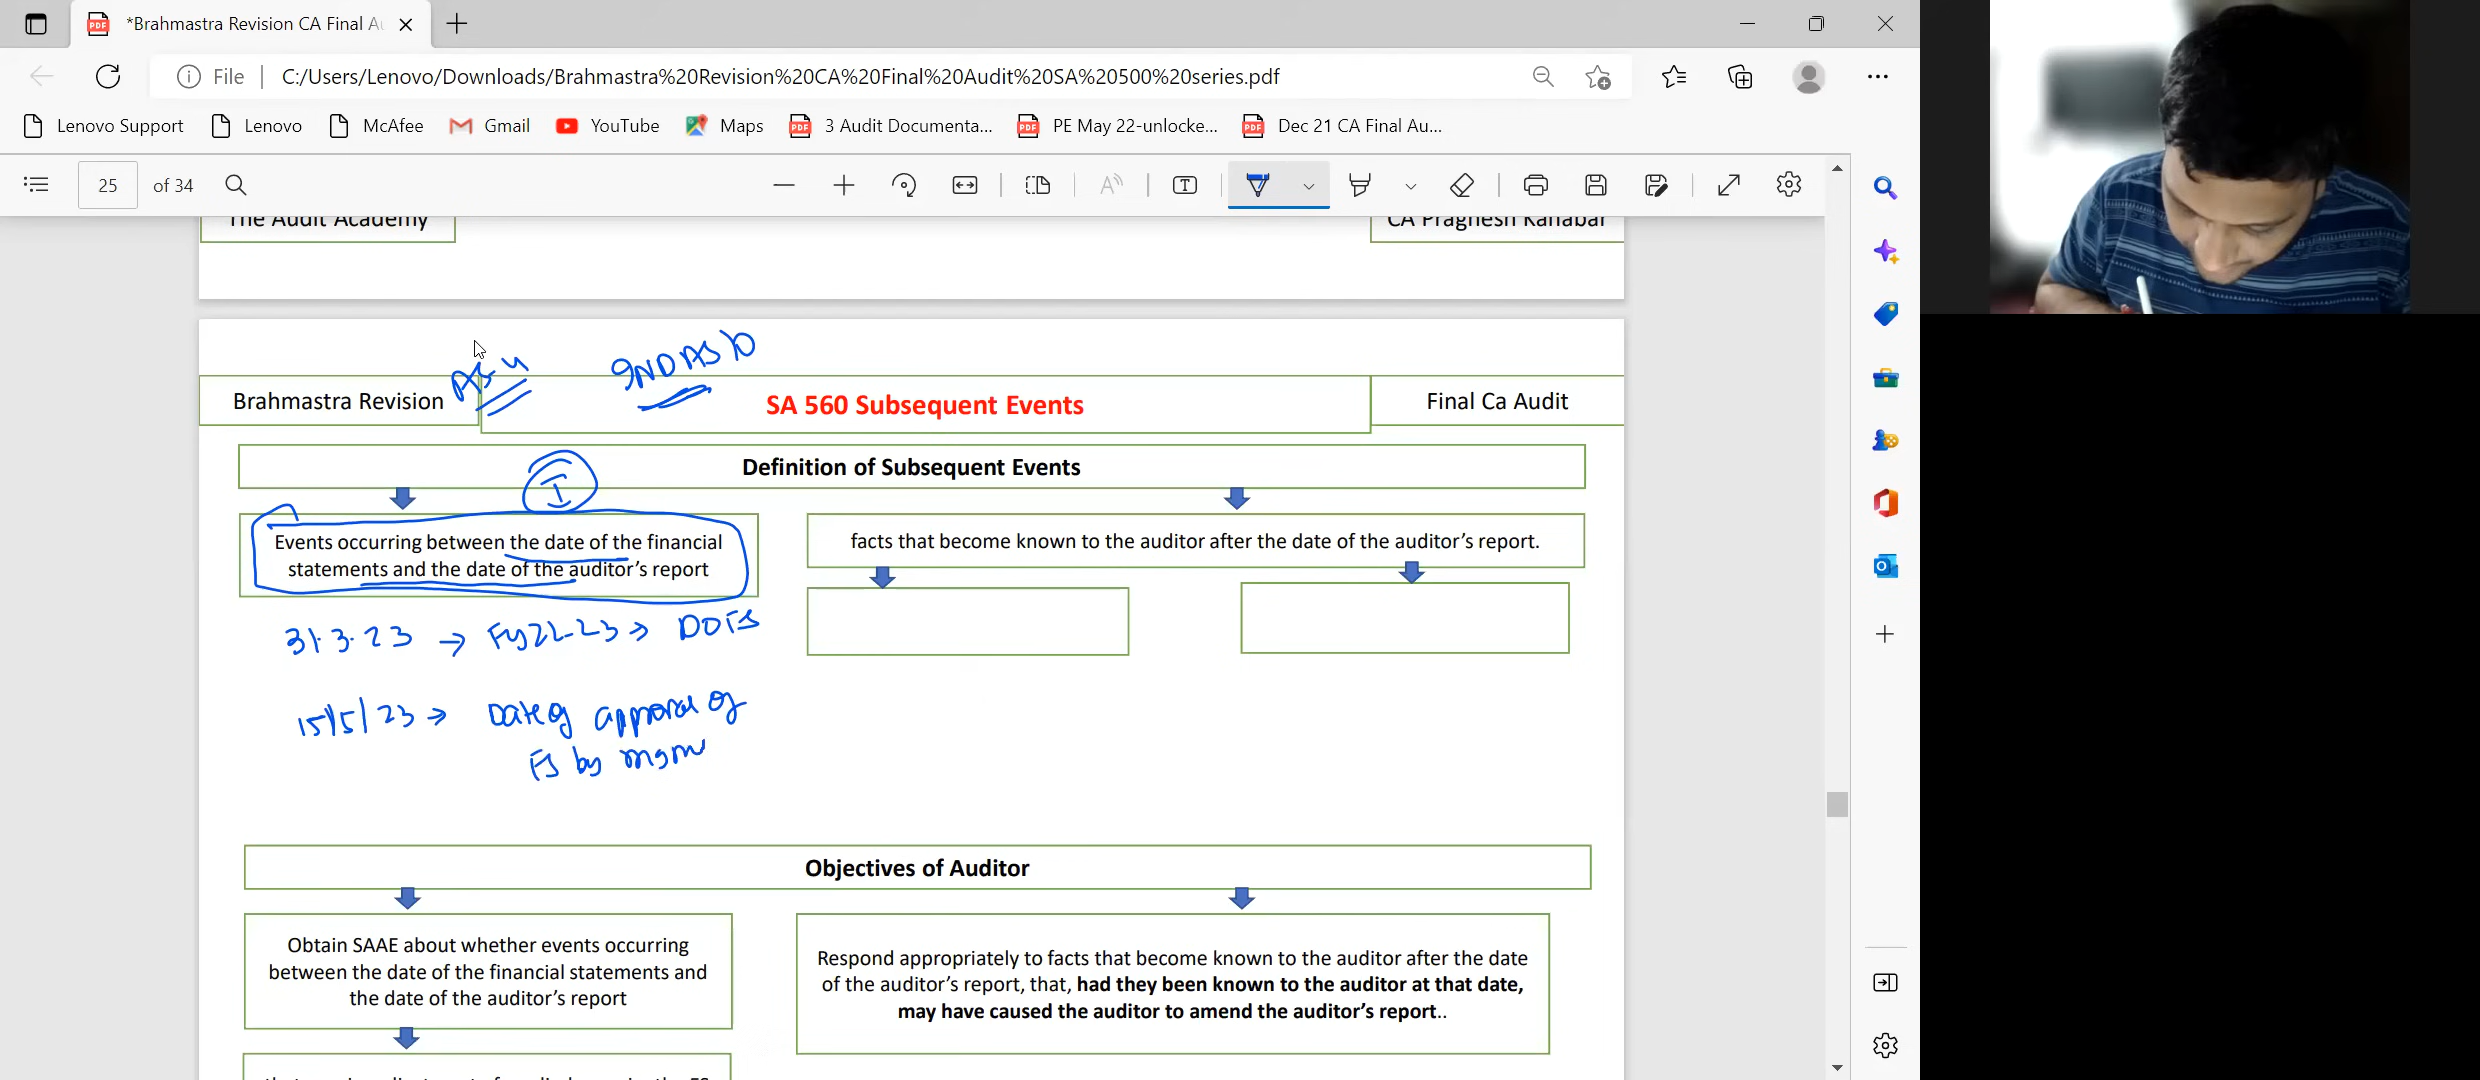 *Brahmastra Revision CA Final Au
File
C:/Users/Lenovo/Downloads/Brahmastra%20Revision%20CA%20Final%20Audit%20SA%20500%20series.pdf
Lenovo Support
Lenovo
McAfee
Gmail
YouTube
Maps
3 Audit Documenta...
PE May 22-unlocke...
Dec 21 CA Final Au...
25 of 34
The Audit Academy
CA Pragnesh Kanabar
AS 4
IND AS 10
Brahmastra Revision
SA 560 Subsequent Events
Final Ca Audit
Definition of Subsequent Events
I
Events occurring between the date of the financial
statements and the date of the auditor’s report
facts that become known to the auditor after the date of the auditor’s report.
31.3.23 → Fy22-23 → DOFS
15/5/23 → Date of approval of
FS by mgm
Objectives of Auditor
Obtain SAAE about whether events occurring
between the date of the financial statements and
the date of the auditor’s report
Respond appropriately to facts that become known to the auditor after the date
of the auditor’s report, that, had they been known to the auditor at that date,
may have caused the auditor to amend the auditor’s report..